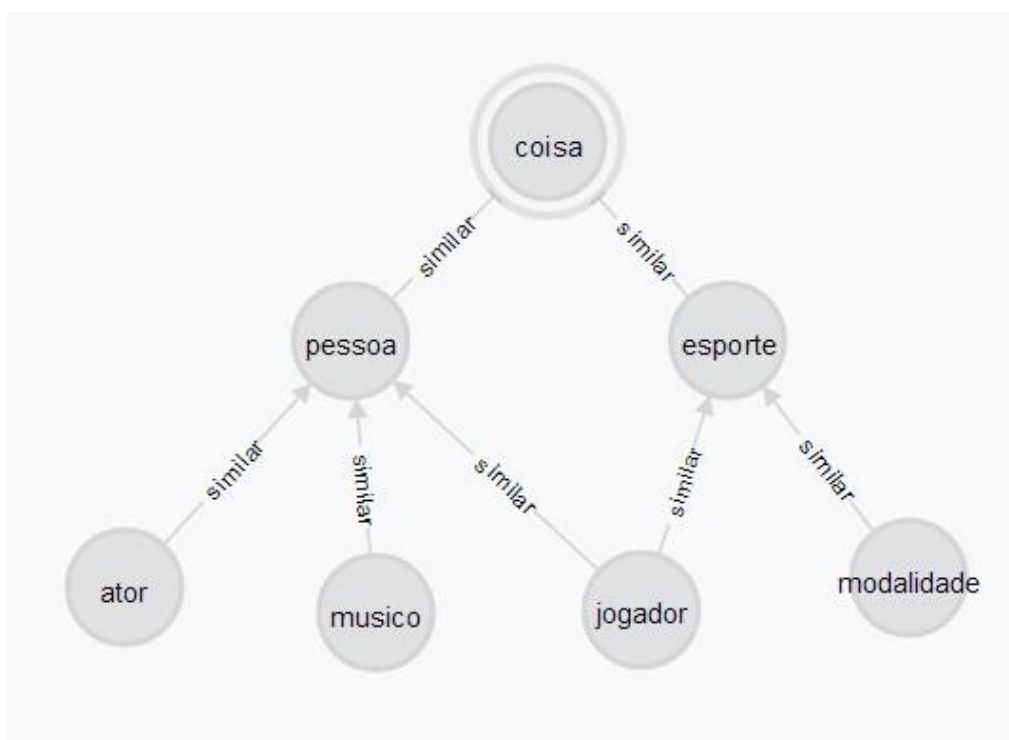 coisa
similar
similar
pessoa
esporte
similar
similar
similar
similar
similar
ator
musico
jogador
modalidade